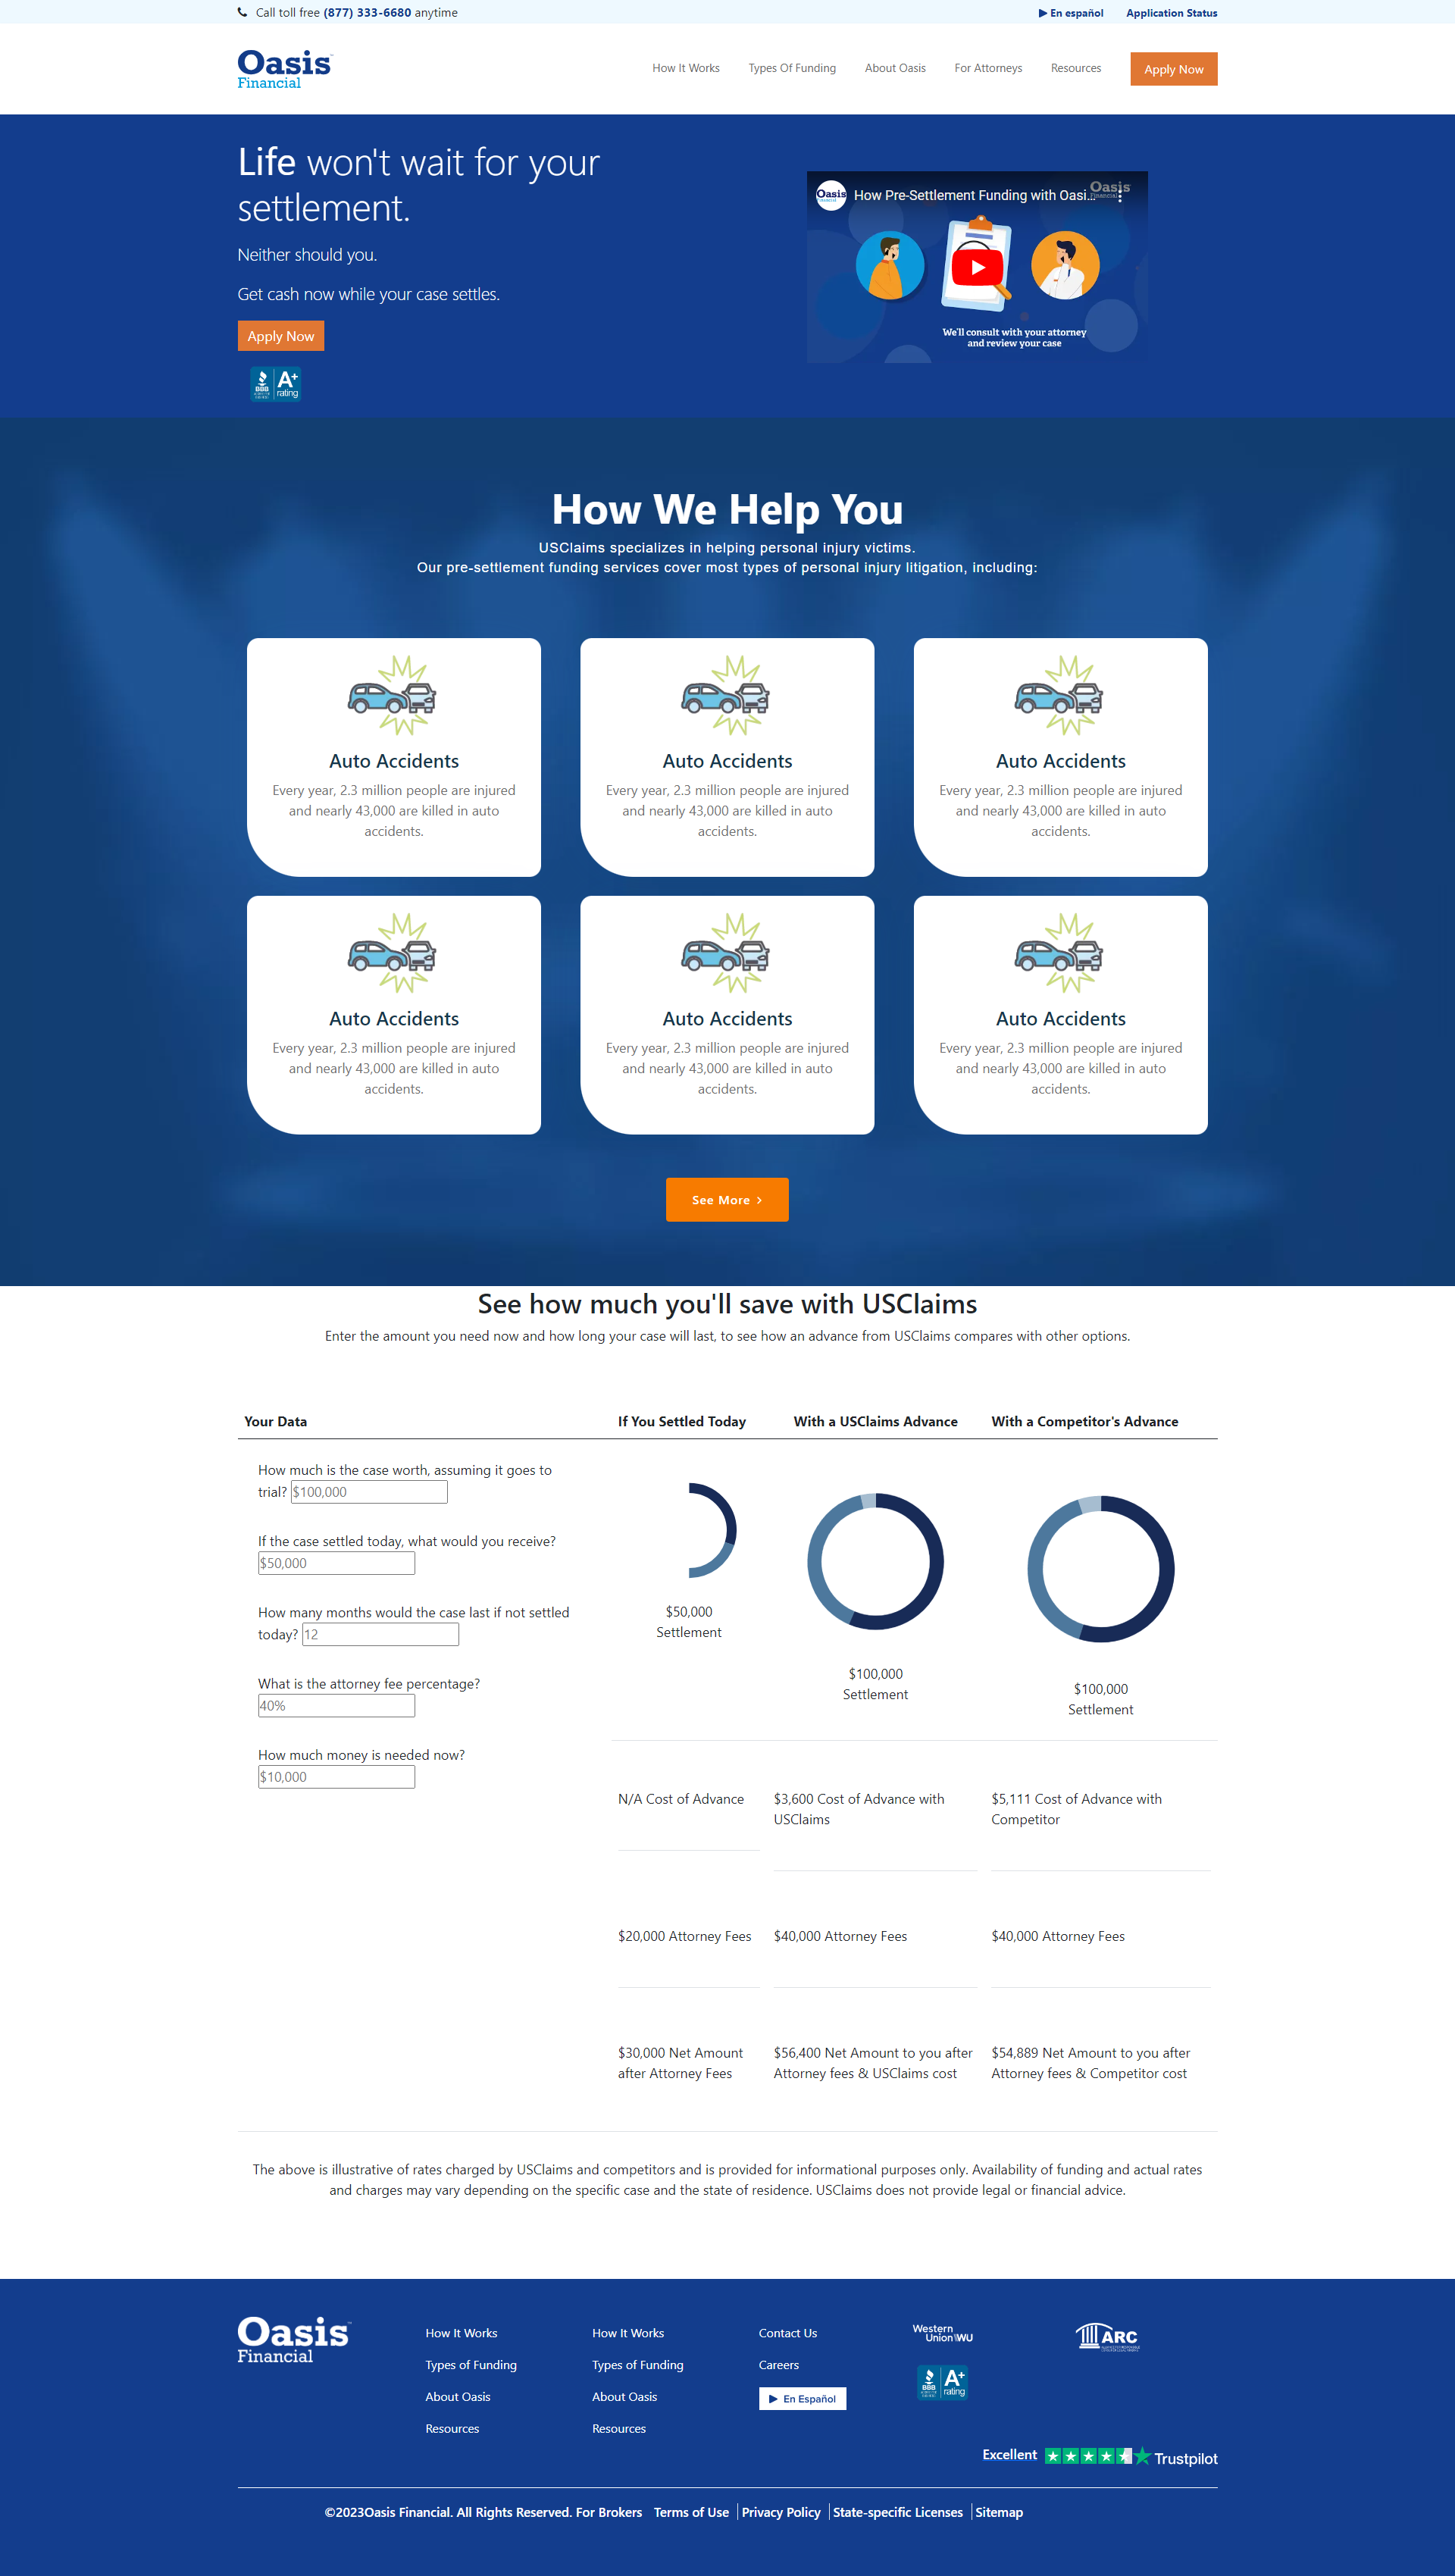 Call toll free (877) 333-6680 anytime
▶ En español Application Status
Oasis
Financial
How It Works Types Of Funding About Oasis For Attorneys Resources Apply Now
Life won't wait for your
settlement.
Neither should you.
Get cash now while your case settles.
Apply Now
BBB
A+
rating
Oasis
How Pre-Settlement Funding with Oasi...
Oasis
Financial
We'll consult with your attorney
and review your case
How We Help You
USClaims specializes in helping personal injury victims.
Our pre-settlement funding services cover most types of personal injury litigation, including:
Auto Accidents
Every year, 2.3 million people are injured
and nearly 43,000 are killed in auto
accidents.
Auto Accidents
Every year, 2.3 million people are injured
and nearly 43,000 are killed in auto
accidents.
Auto Accidents
Every year, 2.3 million people are injured
and nearly 43,000 are killed in auto
accidents.
Auto Accidents
Every year, 2.3 million people are injured
and nearly 43,000 are killed in auto
accidents.
Auto Accidents
Every year, 2.3 million people are injured
and nearly 43,000 are killed in auto
accidents.
Auto Accidents
Every year, 2.3 million people are injured
and nearly 43,000 are killed in auto
accidents.
See More >
See how much you'll save with USClaims
Enter the amount you need now and how long your case will last, to see how an advance from USClaims compares with other options.
Your Data If You Settled Today With a USClaims Advance With a Competitor's Advance
How much is the case worth, assuming it goes to
trial? $100,000
If the case settled today, what would you receive?
$50,000
How many months would the case last if not settled
today? 12
What is the attorney fee percentage?
40%
How much money is needed now?
$10,000
$50,000
Settlement
$100,000
Settlement
$100,000
Settlement
N/A Cost of Advance
$3,600 Cost of Advance with
USClaims
$5,111 Cost of Advance with
Competitor
$20,000 Attorney Fees
$40,000 Attorney Fees
$40,000 Attorney Fees
$30,000 Net Amount
after Attorney Fees
$56,400 Net Amount to you after
Attorney fees & USClaims cost
$54,889 Net Amount to you after
Attorney fees & Competitor cost
The above is illustrative of rates charged by USClaims and competitors and is provided for informational purposes only. Availability of funding and actual rates
and charges may vary depending on the specific case and the state of residence. USClaims does not provide legal or financial advice.
Oasis
Financial
How It Works
Types of Funding
About Oasis
Resources
How It Works
Types of Funding
About Oasis
Resources
Contact Us
Careers
▶ En Español
Western
Union WU
BBB
A+
rating
ARC
Excellent Trustpilot
©2023Oasis Financial. All Rights Reserved. For Brokers Terms of Use | Privacy Policy | State-specific Licenses | Sitemap